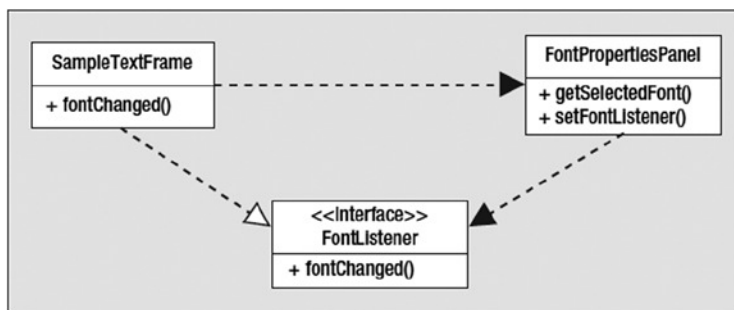 SampleTextFrame
+ fontChanged()
FontPropertiesPanel
+ getSelectedFont()
+ setFontListener()
<<Interface>>
FontListener
+ fontChanged()